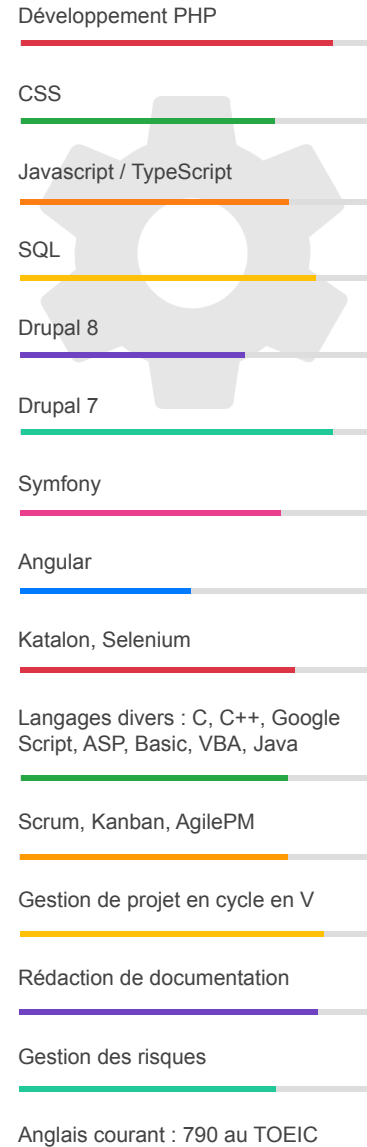 Développement PHP
CSS
Javascript / TypeScript
SQL
Drupal 8
Drupal 7
Symfony
Angular
Katalon, Selenium
Langages divers : C, C++, Google
Script, ASP, Basic, VBA, Java
Scrum, Kanban, AgilePM
Gestion de projet en cycle en V
Rédaction de documentation
Gestion des risques
Anglais courant : 790 au TOEIC